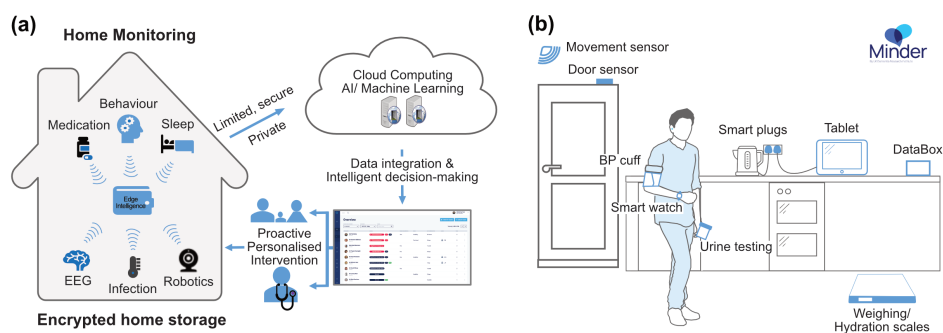 (a)
Home Monitoring
Behaviour
Medication
Sleep
Edge
Intelligence
EEG
Infection
Robotics
Encrypted home storage
Limited, secure
Private
Cloud Computing
AI/ Machine Learning
Data integration &
Intelligent decision-making
Proactive
Personalised
Intervention
Overview
(b)
Movement sensor
Door sensor
Minder
BP cuff
Smart watch
Urine testing
Smart plugs
Tablet
DataBox
Weighing/
Hydration scales